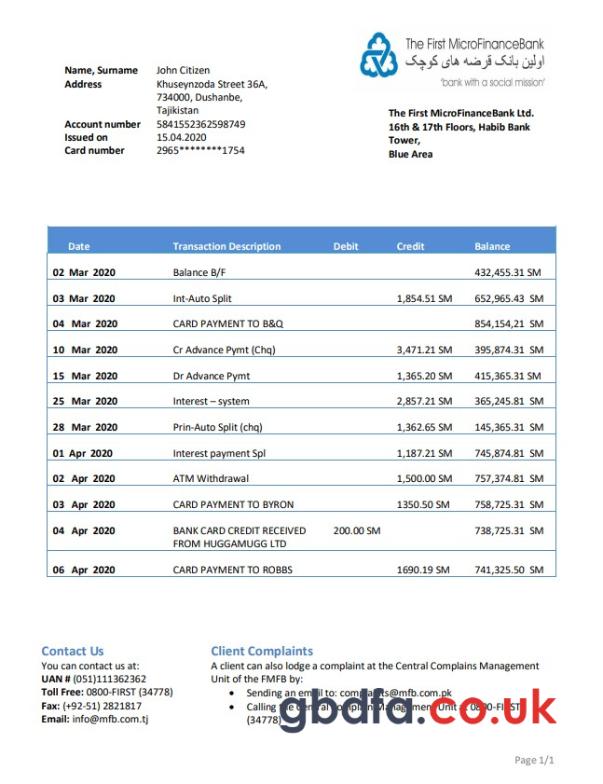 The First MicroFinanceBank
اولین بانک قرضه های کوچک
'bank with a social mission'
Name, Surname John Citizen
Address Khuseynzoda Street 36A,
734000, Dushanbe,
Tajikistan
Account number 5841552362598749
Issued on 15.04.2020
Card number 2965********1754
The First MicroFinanceBank Ltd.
16th & 17th Floors, Habib Bank
Tower,
Blue Area
Date Transaction Description Debit Credit Balance
02 Mar 2020 Balance B/F 432,455.31 SM
03 Mar 2020 Int-Auto Split 1,854.51 SM 652,965.43 SM
04 Mar 2020 CARD PAYMENT TO B&Q 854,154,21 SM
10 Mar 2020 Cr Advance Pymt (Chq) 3,471.21 SM 395,874.31 SM
15 Mar 2020 Dr Advance Pymt 1,365.20 SM 415,365.31 SM
25 Mar 2020 Interest – system 2,857.21 SM 365,245.81 SM
28 Mar 2020 Prin-Auto Split (chq) 1,362.65 SM 145,365.31 SM
01 Apr 2020 Interest payment Spl 1,187.21 SM 745,874.81 SM
02 Apr 2020 ATM Withdrawal 1,500.00 SM 757,374.81 SM
03 Apr 2020 CARD PAYMENT TO BYRON 1350.50 SM 758,725.31 SM
04 Apr 2020 BANK CARD CREDIT RECEIVED 200.00 SM 738,725.31 SM
FROM HUGGAMUGG LTD
06 Apr 2020 CARD PAYMENT TO ROBBS 1690.19 SM 741,325.50 SM
Contact Us
You can contact us at:
UAN # (051)111362362
Toll Free: 0800-FIRST (34778)
Fax: (+92-51) 2821817
Email: info@mfb.com.tj
Client Complaints
A client can also lodge a complaint at the Central Complains Management
Unit of the FMFB by:
• Sending an email to: complaints@mfb.com.pk
• Calling the Central Complain Management Unit at 0800-FIRST
(34778)
gbdfa.co.uk
Page 1/1